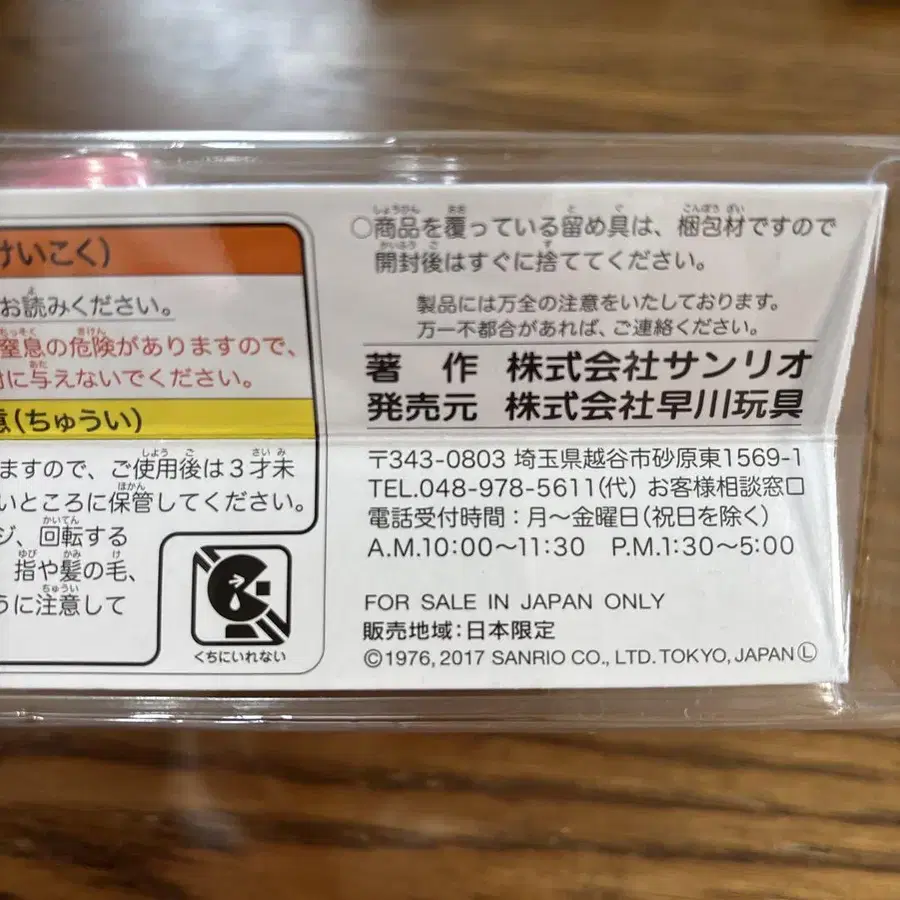 けいこく)
お読みください。
窒息の危険がありますので、
に与えないでください。
(ちゅうい)
ますので、ご使用後は3才未
いところに保管してください。
ジ、回転する
指や髪の毛、
うに注意して
くちにいれない
○商品を覆っている留め具は、梱包材ですので
開封後はすぐに捨ててください。
製品には万全の注意をいたしております。
万一不都合があれば、ご連絡ください。
著 作 株式会社サンリオ
発売元 株式会社早川玩具
〒343-0803 埼玉県越谷市砂原東1569-1
TEL.048-978-5611(代) お客様相談窓口
電話受付時間:月〜金曜日(祝日を除く)
A.M.10:00〜11:30 P.M.1:30〜5:00
FOR SALE IN JAPAN ONLY
販売地域:日本限定
©1976, 2017 SANRIO CO., LTD. TOKYO, JAPAN Ⓛ